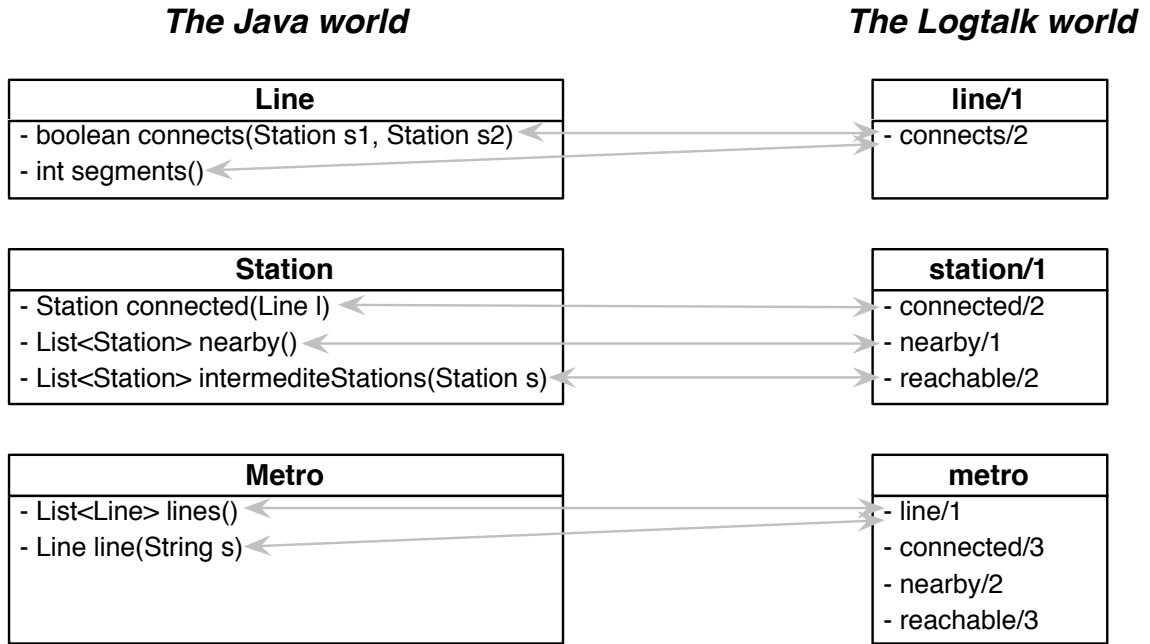 The Java world
The Logtalk world
Line
- boolean connects(Station s1, Station s2)
- int segments()
line/1
- connects/2
Station
- Station connected(Line l)
- List<Station> nearby()
- List<Station> intermediteStations(Station s)
station/1
- connected/2
- nearby/1
- reachable/2
Metro
- List<Line> lines()
- Line line(String s)
metro
- line/1
- connected/3
- nearby/2
- reachable/3